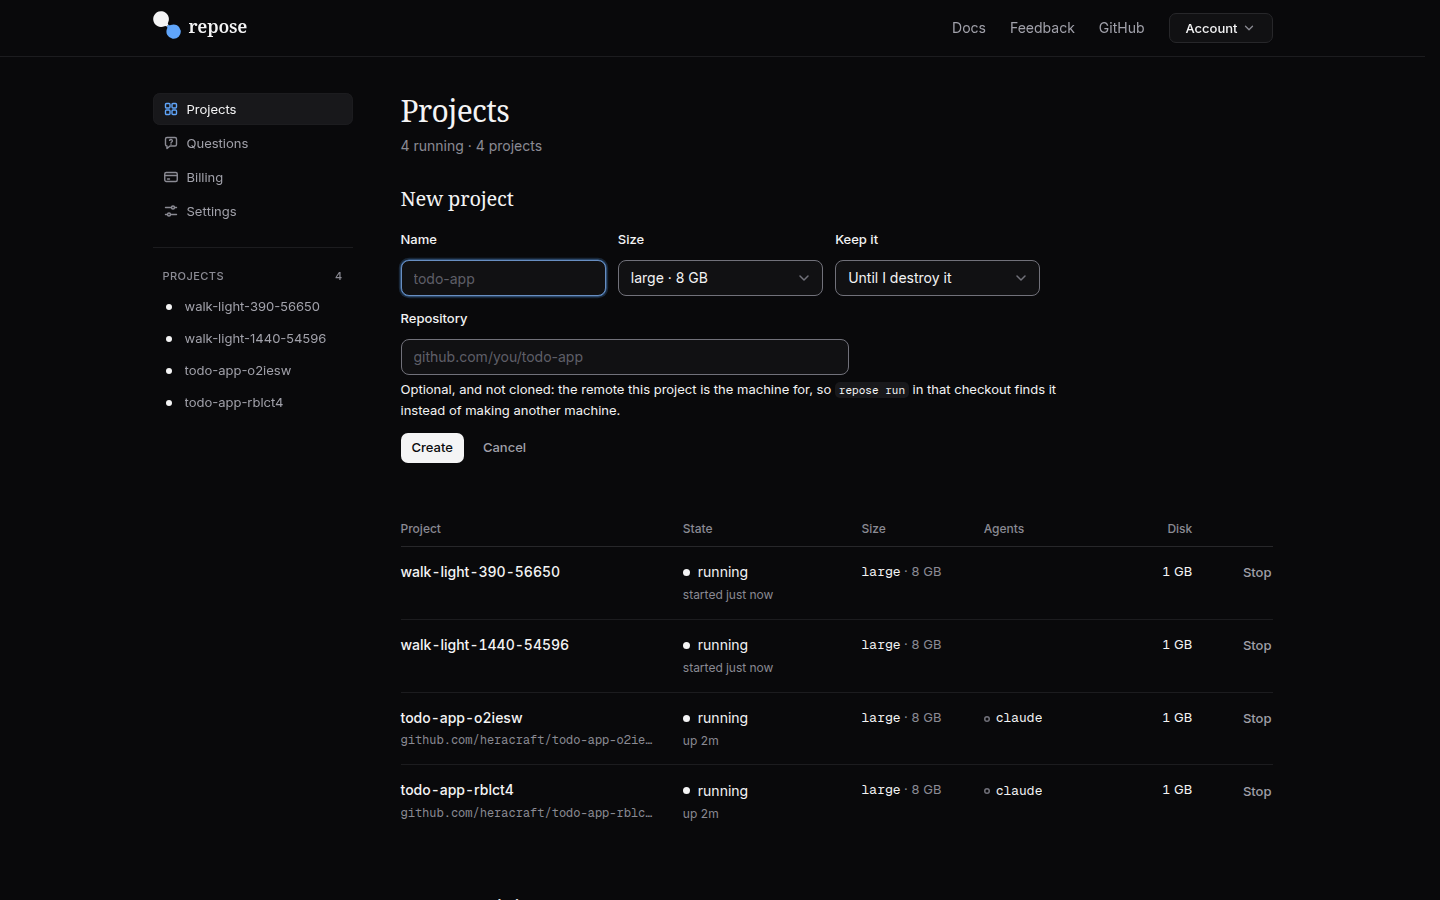 repose
Docs
Feedback
GitHub
Account
Projects
Questions
Billing
Settings
PROJECTS 4
walk-light-390-56650
walk-light-1440-54596
todo-app-o2iesw
todo-app-rblct4
Projects
4 running · 4 projects
New project
Name Size Keep it
todo-app large · 8 GB Until I destroy it
Repository
github.com/you/todo-app
Optional, and not cloned: the remote this project is the machine for, so repose run in that checkout finds it
instead of making another machine.
Create Cancel
Project State Size Agents Disk
walk-light-390-56650 running large · 8 GB 1 GB Stop
started just now
walk-light-1440-54596 running large · 8 GB 1 GB Stop
started just now
todo-app-o2iesw running large · 8 GB claude 1 GB Stop
github.com/heracraft/todo-app-o2ie… up 2m
todo-app-rblct4 running large · 8 GB claude 1 GB Stop
github.com/heracraft/todo-app-rblc… up 2m